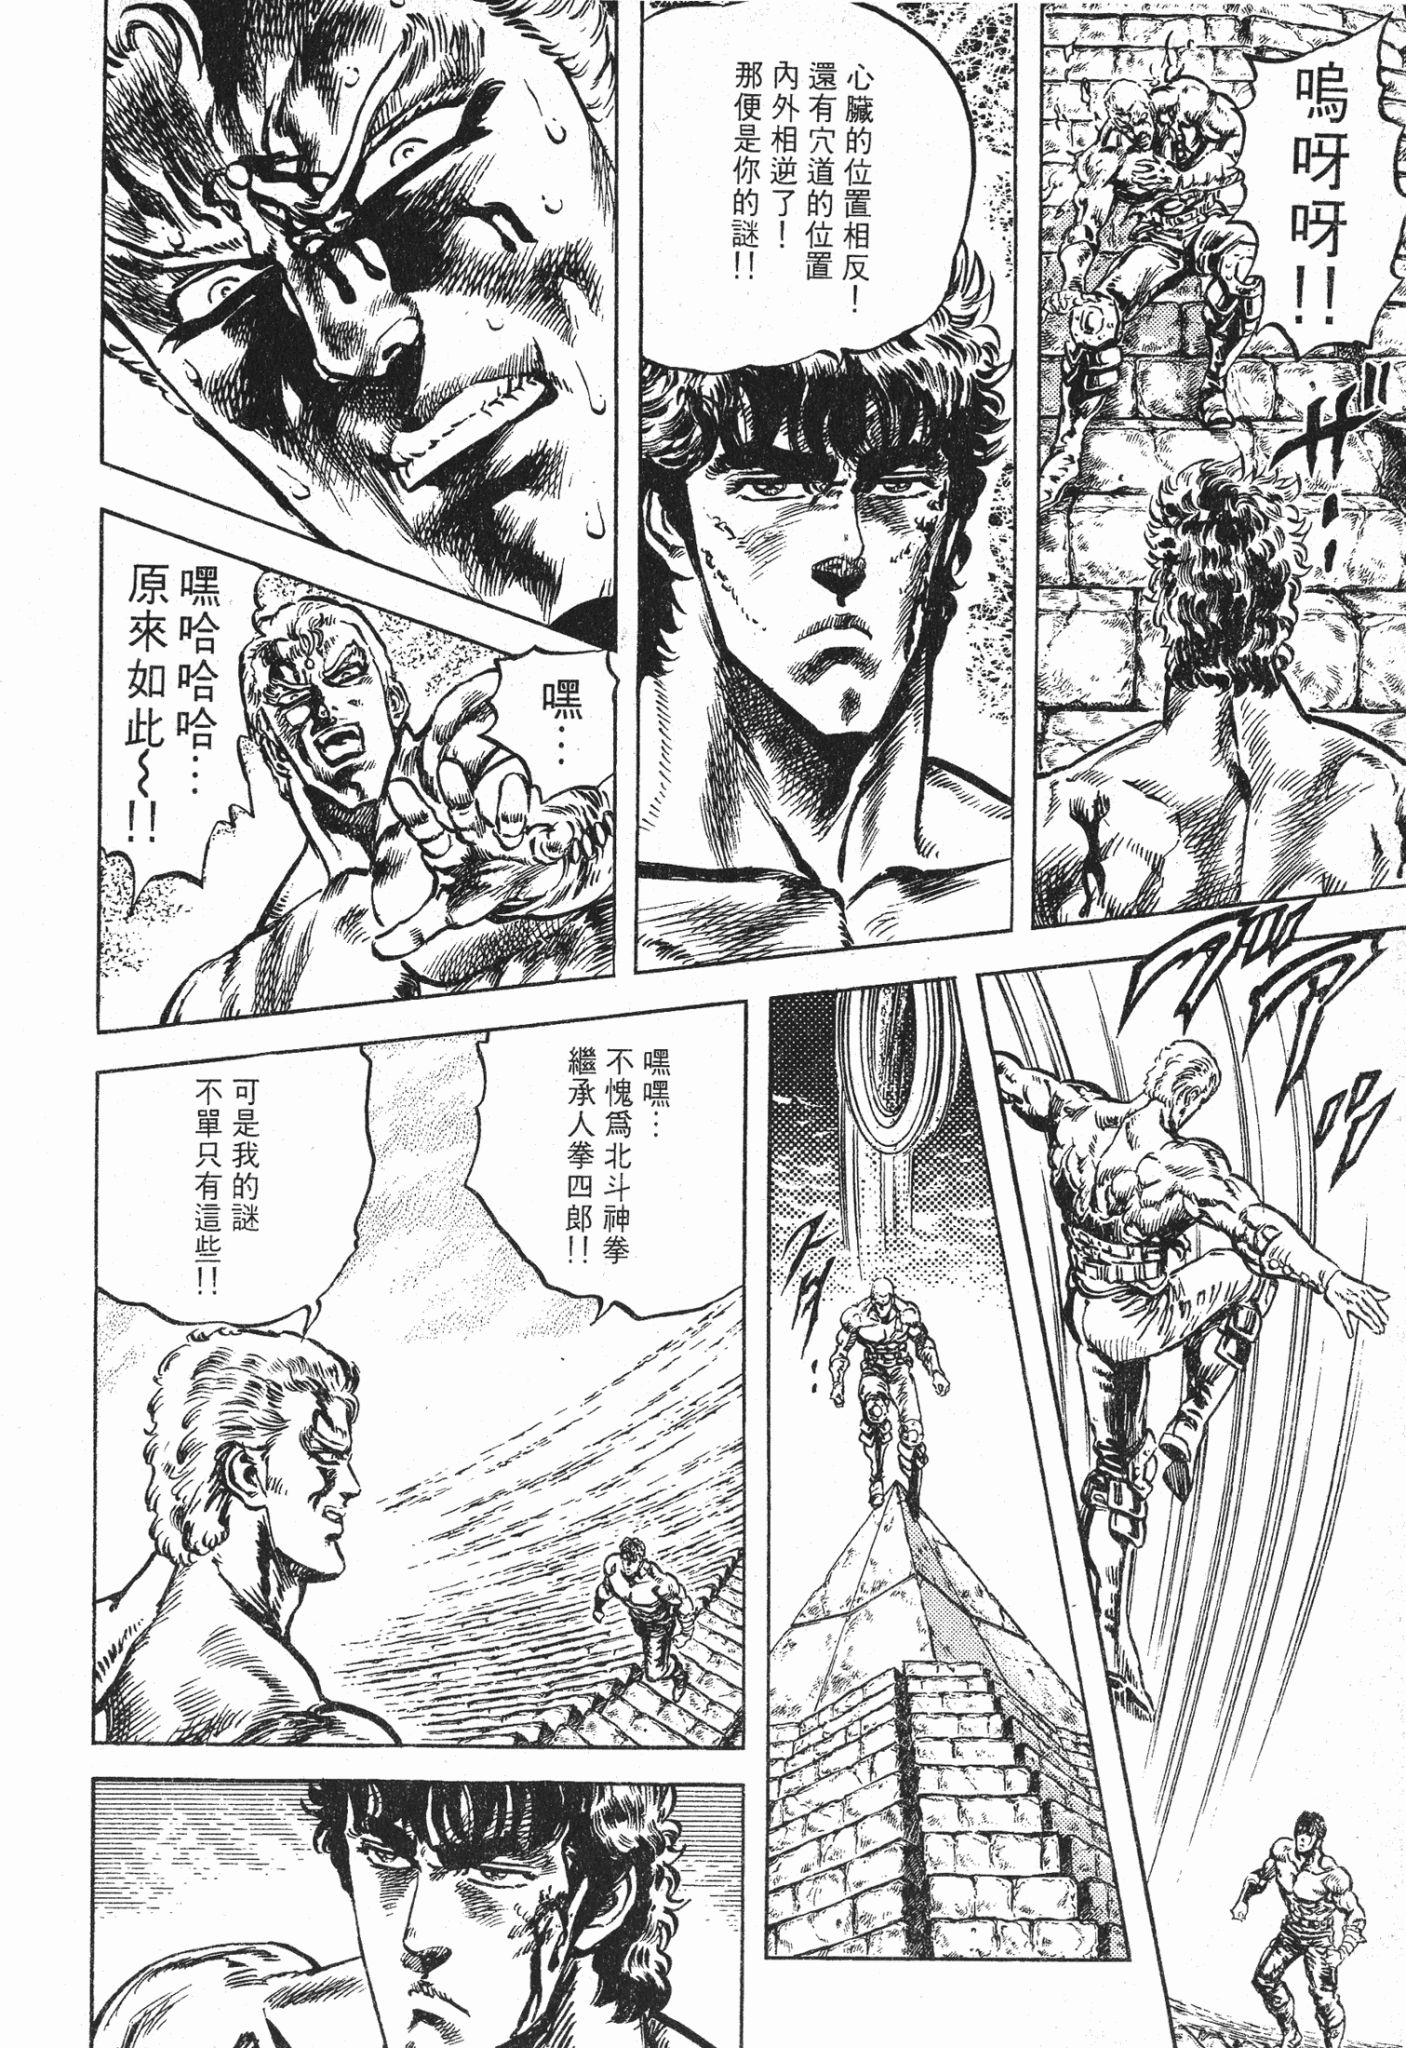 嗚呀呀!!
ザ…
心臟的位置相反！
還有穴道的位置
內外相逆了！
那便是你的謎!!
嘿…
嘿哈哈哈…
原來如此～!!
嘿嘿…
不愧爲北斗神拳
繼承人拳四郎!!
可是我的謎
不單只有這些!!